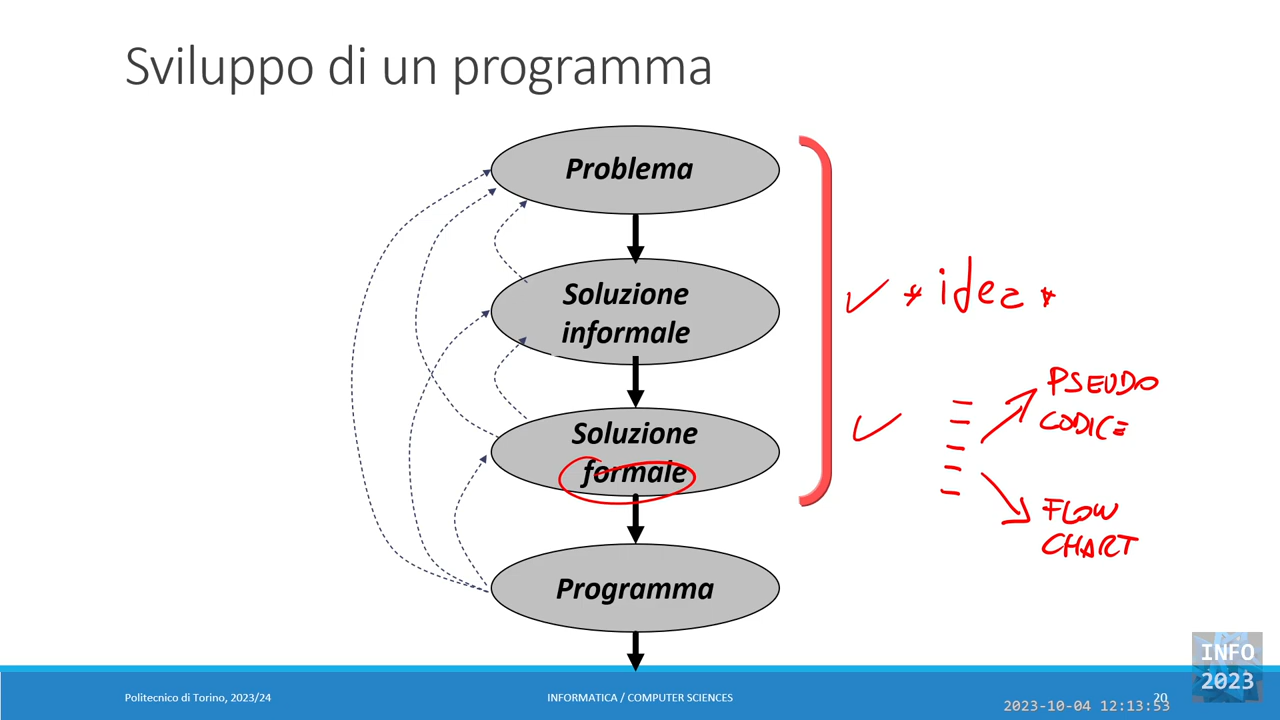 Sviluppo di un programma
Problema
Soluzione
informale
* idea *
Soluzione
formale
PSEUDO
CODICE
FLOW
CHART
Programma
INFO
2023
Politecnico di Torino, 2023/24
INFORMATICA / COMPUTER SCIENCES
20
2023-10-04 12:13:53